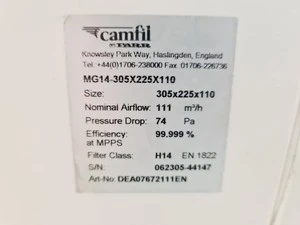 camfil
FARR
Knowsley Park Way, Haslingden, England
Tel +44(0)1706-238000 Fax 01706-226736
MG14-305X225X110
Size: 305x225x110
Nominal Airflow: 111 m³/h
Pressure Drop: 74 Pa
Efficiency: 99.999 %
at MPPS
Filter Class: H14 EN 1822
S/N: 062305-44147
Art-No: DEA07672111EN